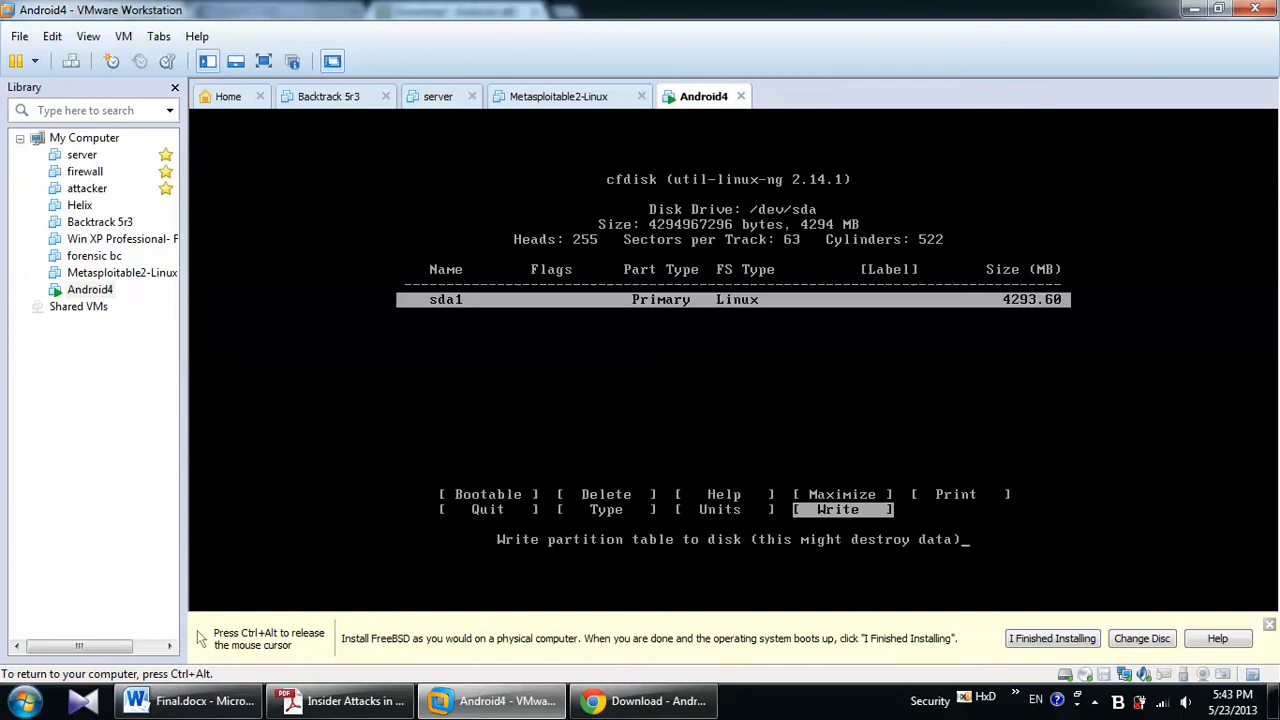 Android4 - VMware Workstation
File Edit View VM Tabs Help
Library
Type here to search
Home Backtrack 5r3 server Metasploitable2-Linux Android4
My Computer
server
firewall
attacker
Helix
Backtrack 5r3
Win XP Professional- F
forensic bc
Metasploitable2-Linux
Android4
Shared VMs
cfdisk (util-linux-ng 2.14.1)
Disk Drive: /dev/sda
Size: 4294967296 bytes, 4294 MB
Heads: 255 Sectors per Track: 63 Cylinders: 522
Name Flags Part Type FS Type [Label] Size (MB)
sda1 Primary Linux 4293.60
[ Bootable ] [ Delete ] [ Help ] [ Maximize ] [ Print ]
[ Quit ] [ Type ] [ Units ] [ Write ]
Write partition table to disk (this might destroy data)_
Press Ctrl+Alt to release
the mouse cursor
Install FreeBSD as you would on a physical computer. When you are done and the operating system boots up, click "I Finished Installing".
I Finished Installing Change Disc Help
To return to your computer, press Ctrl+Alt.
Final.docx - Micro... Insider Attacks in ... Android4 - VMware... Download - Andr... Security HxD EN 5:43 PM
5/23/2013